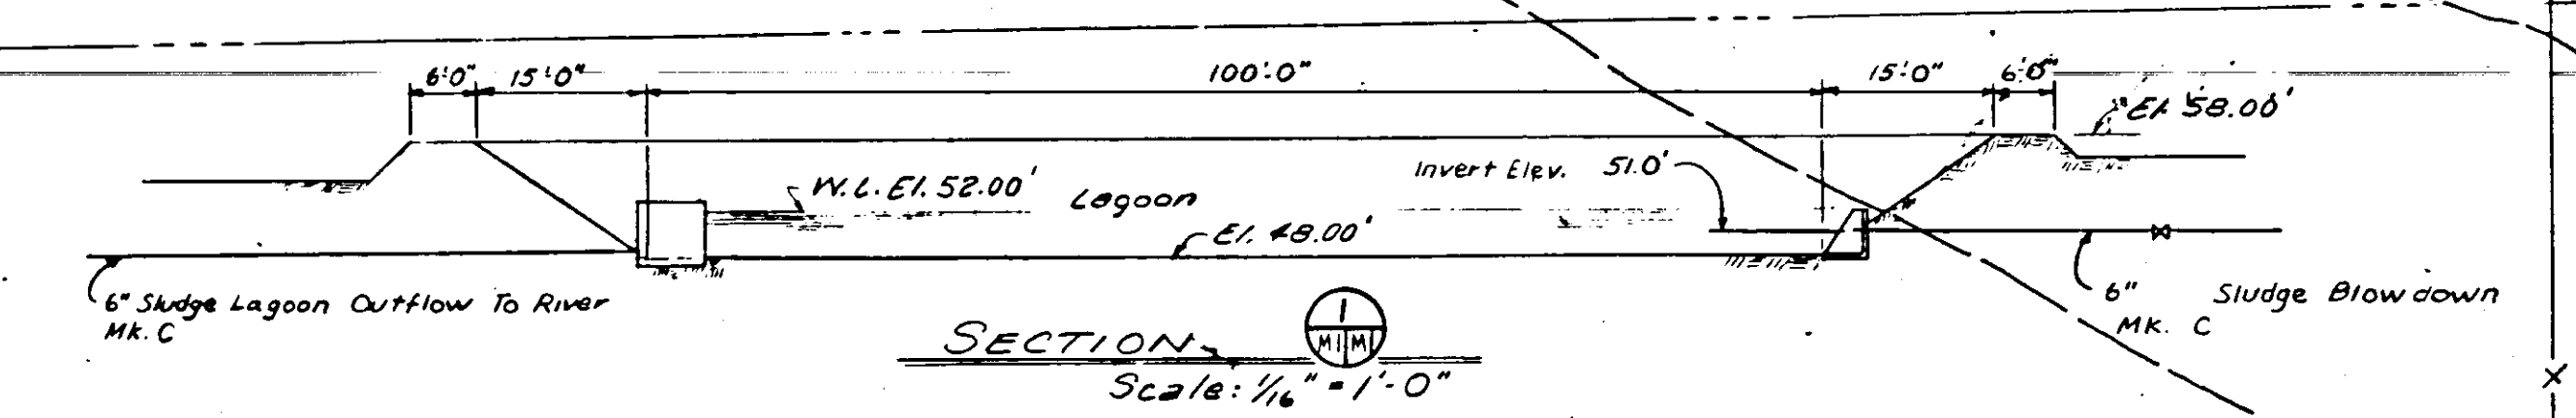 6'0" 15'0" 100'0" 15'0" 6'0"
El. 58.00'
Invert Elev. 51.0'
W.L. El. 52.00' Lagoon
El. 48.00'
6" Sludge Lagoon Outflow To River
Mk. C
6" Sludge Blowdown
MK. C
SECTION
1
M1 M1
Scale: 1/16" = 1'-0"
X